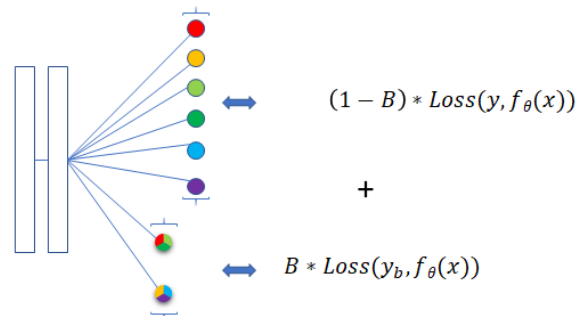 (1 − B) * Loss(y, f_θ(x))
+
B * Loss(y_b, f_θ(x))